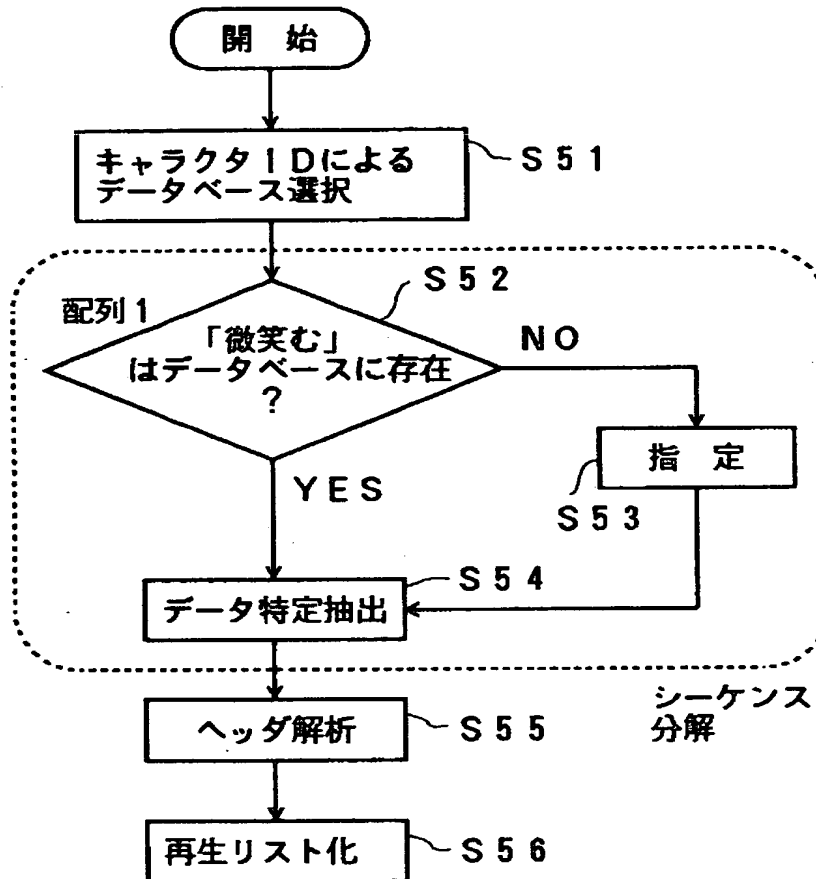 開 始
キャラクタIDによる
データベース選択
S51
S52
配列1
「微笑む」
はデータベースに存在
?
NO
指 定
S53
YES
S54
データ特定抽出
シーケンス
分解
ヘッダ解析
S55
再生リスト化
S56